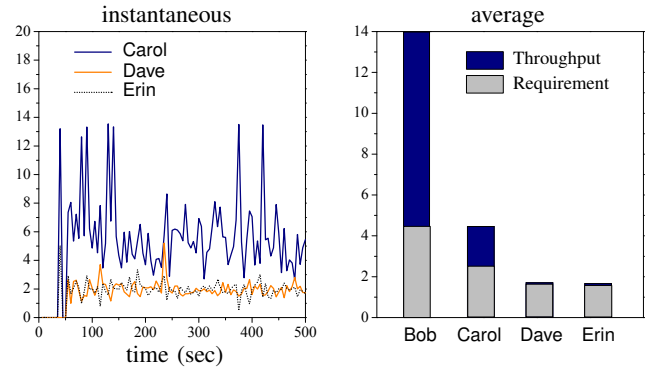 instantaneous
average
20
18
16
14
12
10
8
6
4
2
0
Carol
Dave
Erin
0
100
200
300
400
500
time (sec)
14
12
10
8
6
4
2
0
Throughput
Requirement
Bob
Carol
Dave
Erin